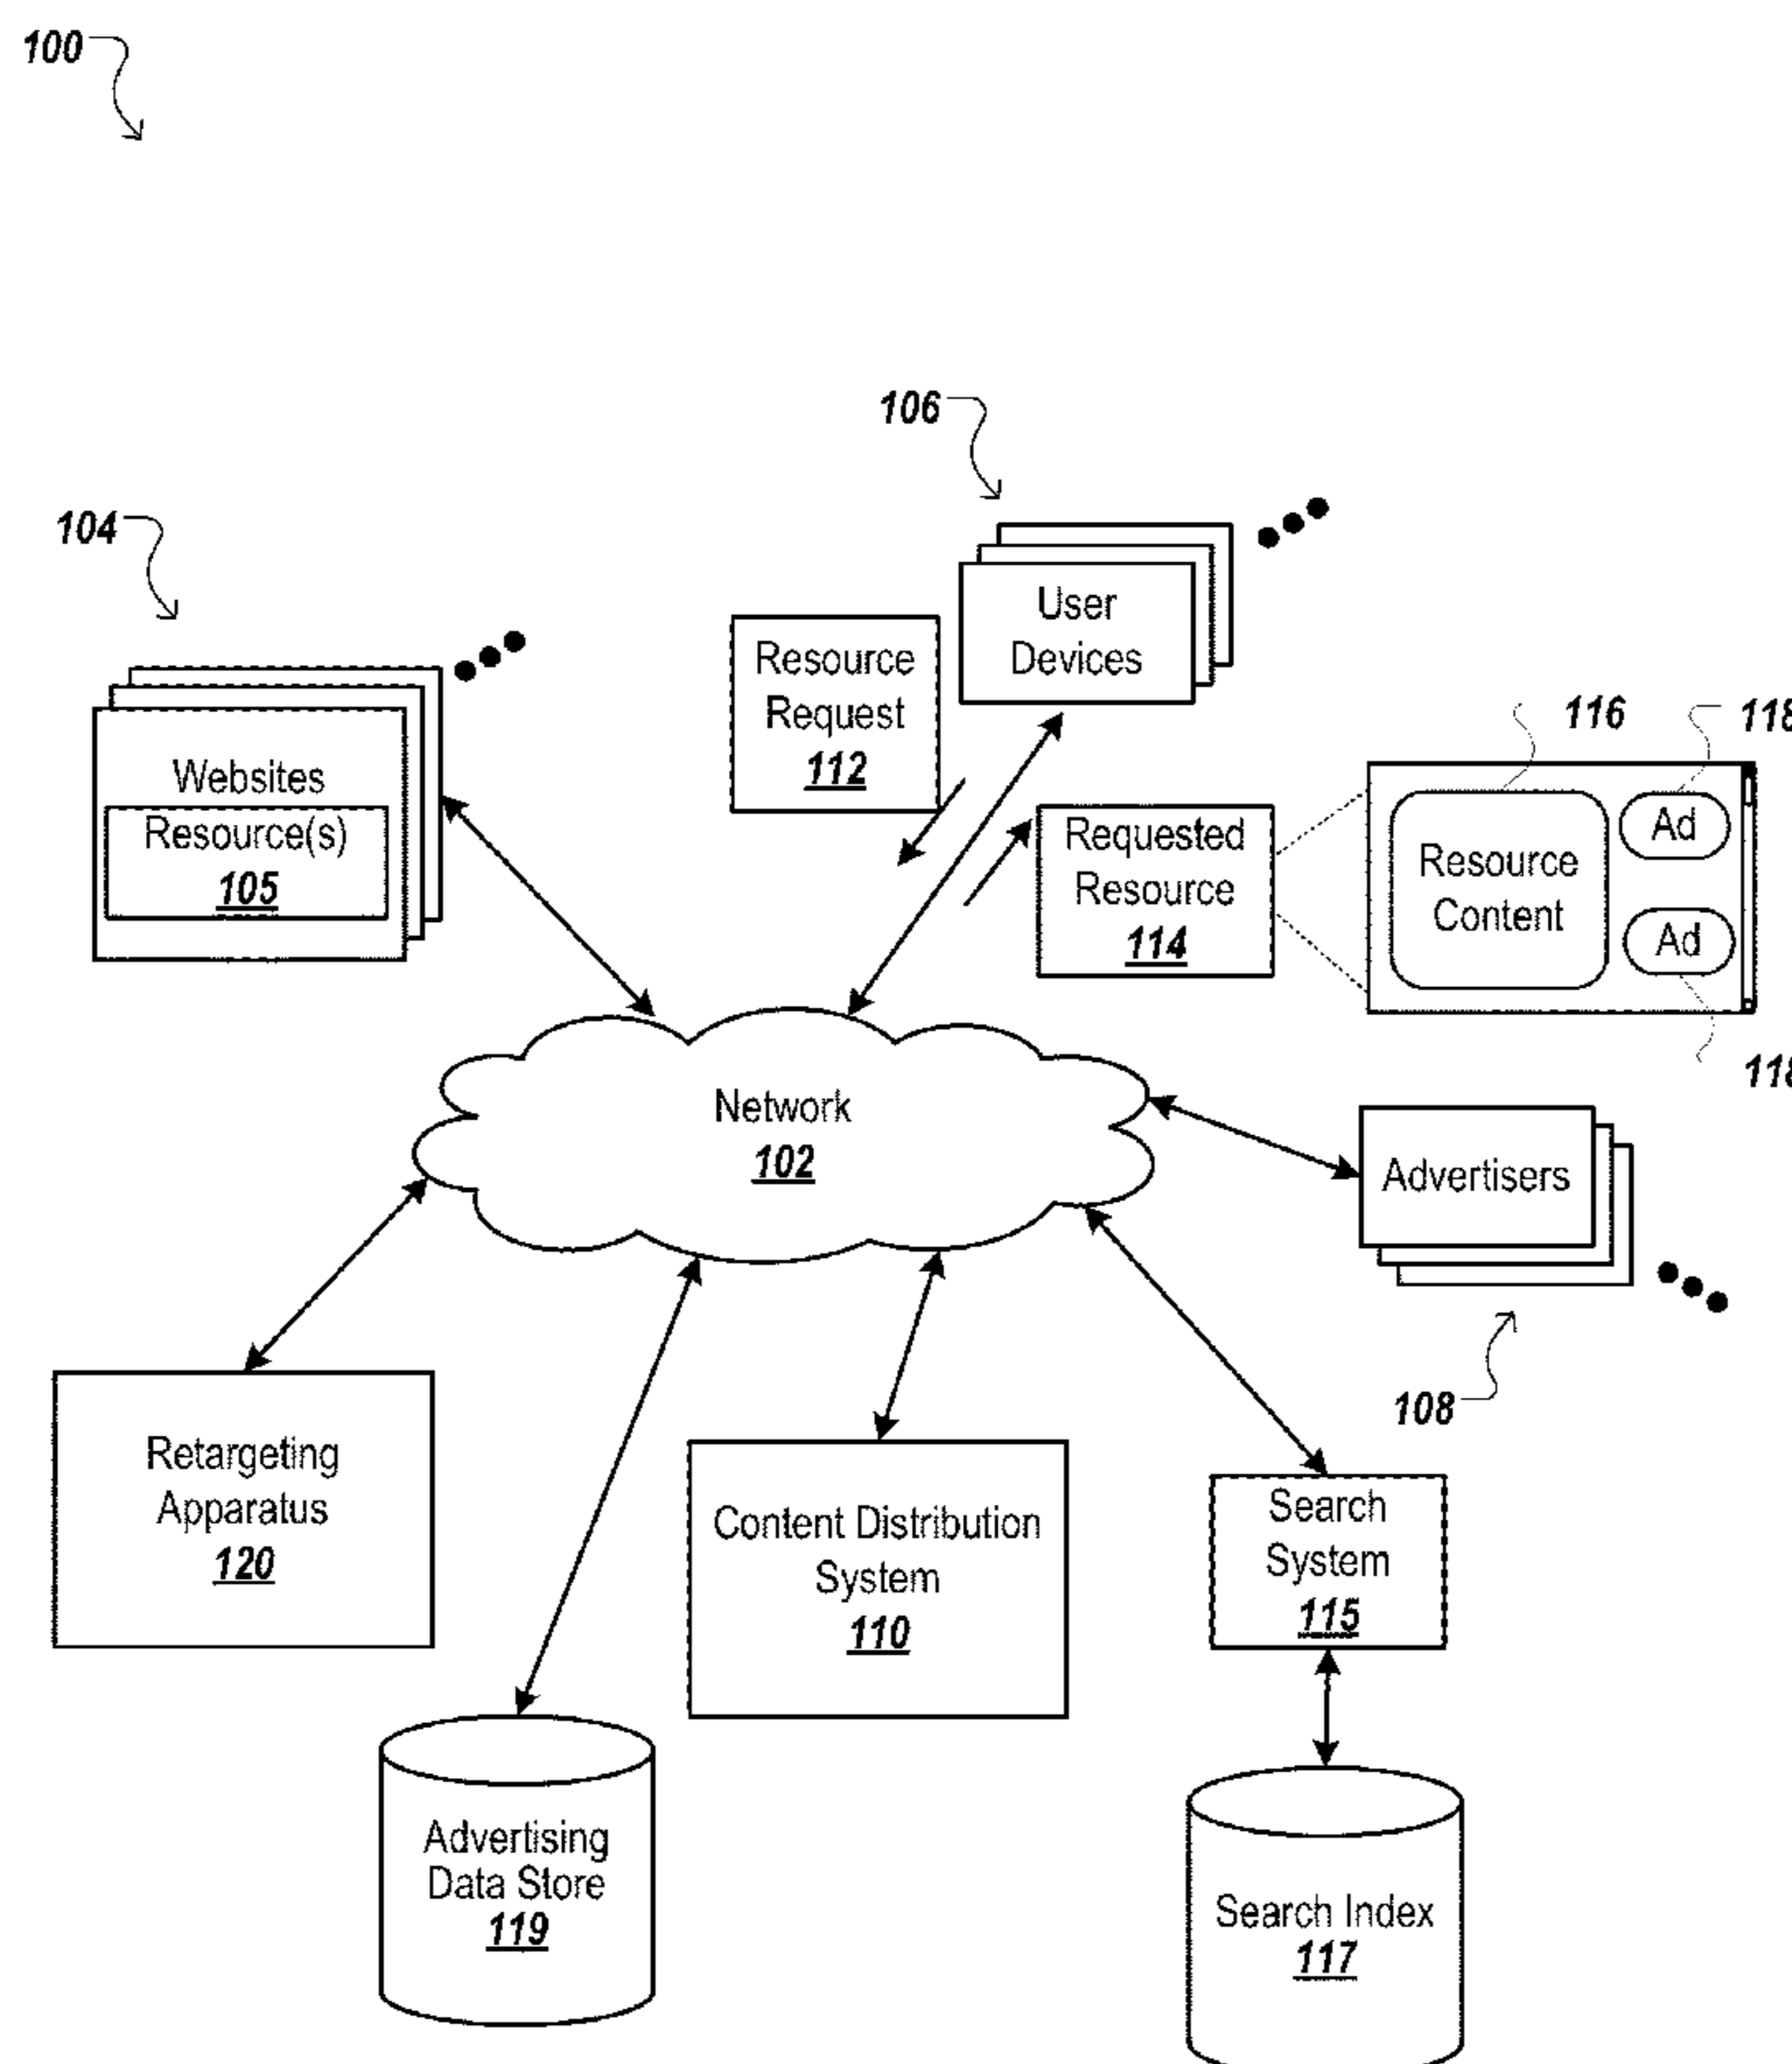 100
106
104
User
Devices
Resource
Request
112
116
118
Websites
Resource(s)
105
Requested
Resource
114
Resource
Content
Ad
Ad
118
Network
102
Advertisers
108
Retargeting
Apparatus
120
Content Distribution
System
110
Search
System
115
Advertising
Data Store
119
Search Index
117